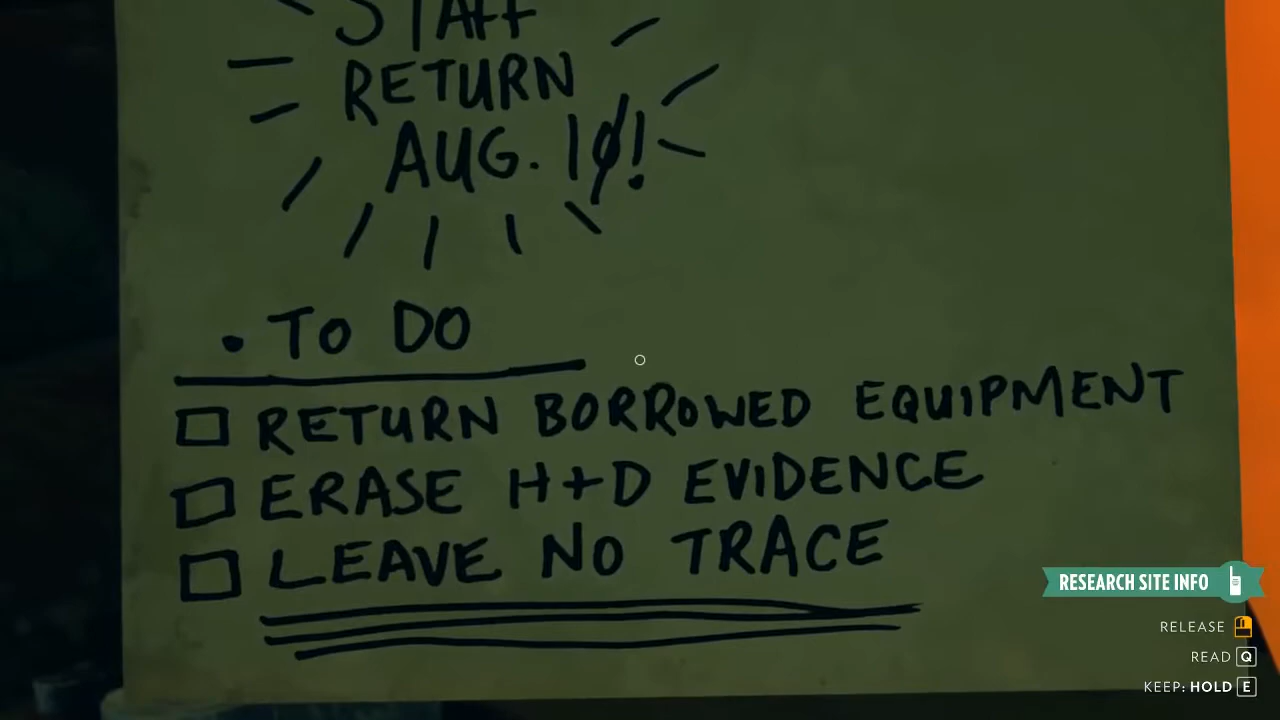 STAFF
RETURN
AUG. 10!
• TO DO
RETURN BORROWED EQUIPMENT
ERASE H+D EVIDENCE
LEAVE NO TRACE
RESEARCH SITE INFO
RELEASE
READ Q
KEEP: HOLD E